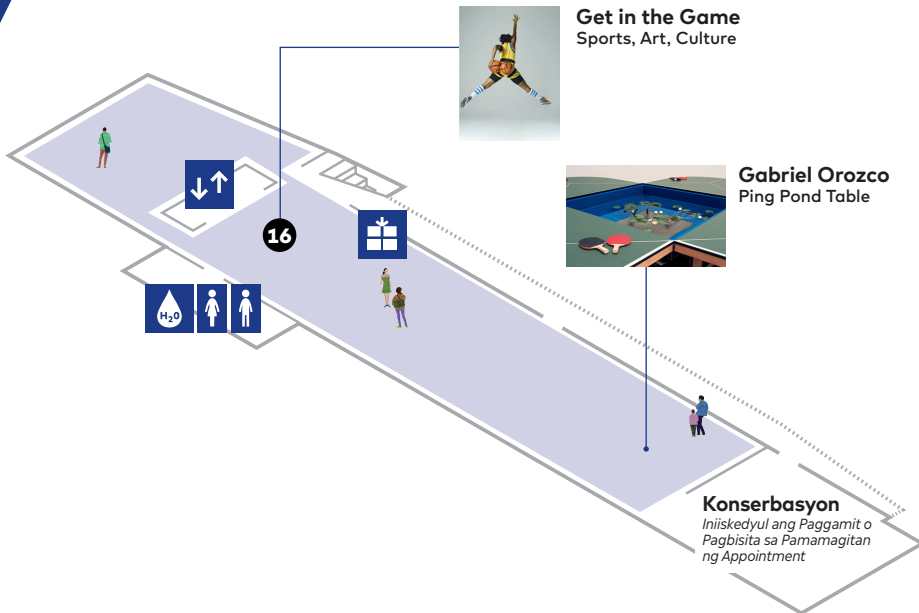 Get in the Game
Sports, Art, Culture
Gabriel Orozco
Ping Pond Table
16
H₂O
Konserbasyon
Iniiskedyul ang Paggamit o
Pagbisita sa Pamamagitan
ng Appointment